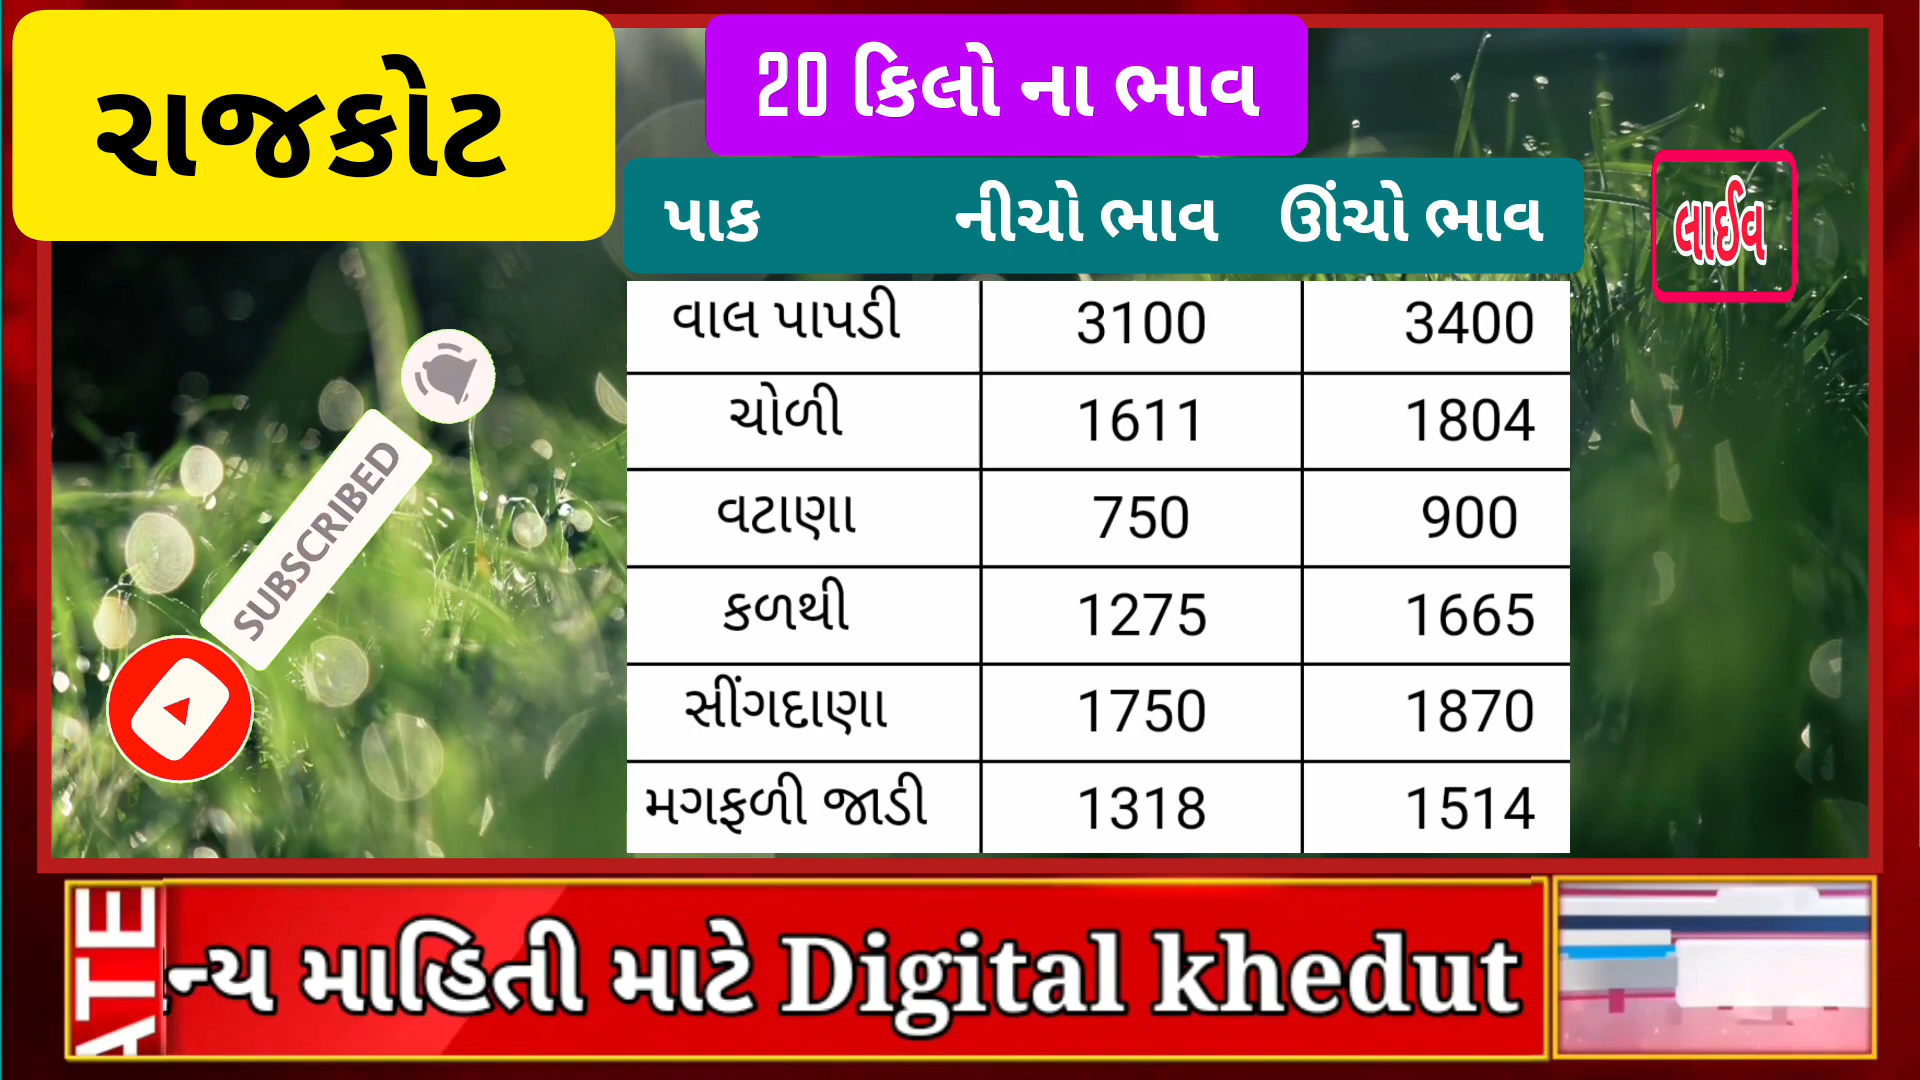 રાજકોટ
20 કિલો ના ભાવ
પાક નીચો ભાવ ઊંચો ભાવ
લાઈવ
વાલ પાપડી 3100 3400
ચોળી 1611 1804
વટાણા 750 900
કળથી 1275 1665
સીંગદાણા 1750 1870
મગફળી જાડી 1318 1514
SUBSCRIBED
માહિતી માટે Digital khedut